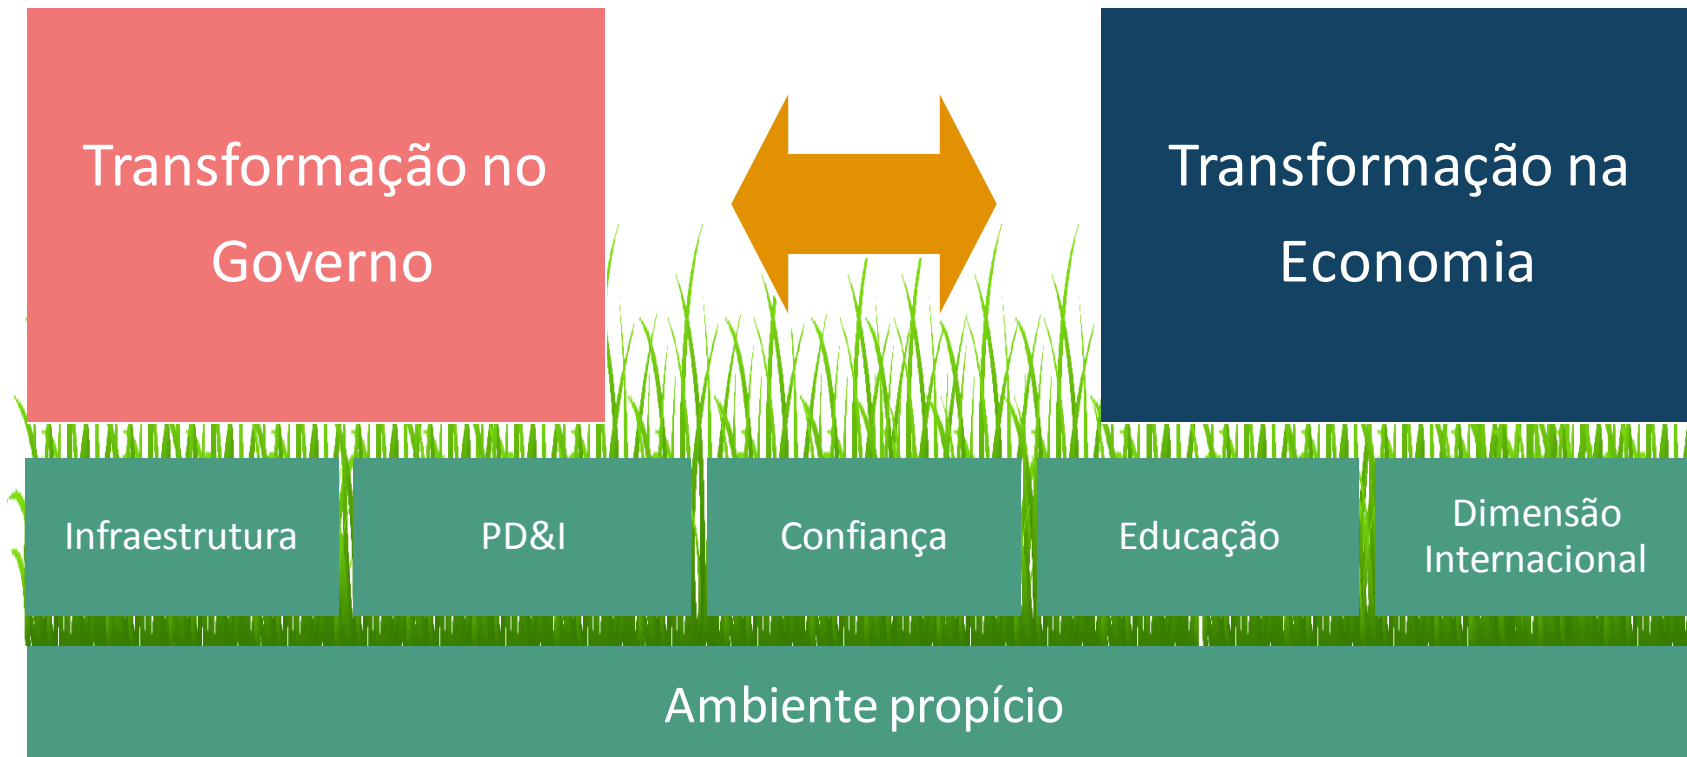 Transformação no
Governo
Transformação na
Economia
Infraestrutura
PD&I
Confiança
Educação
Dimensão
Internacional
Ambiente propício